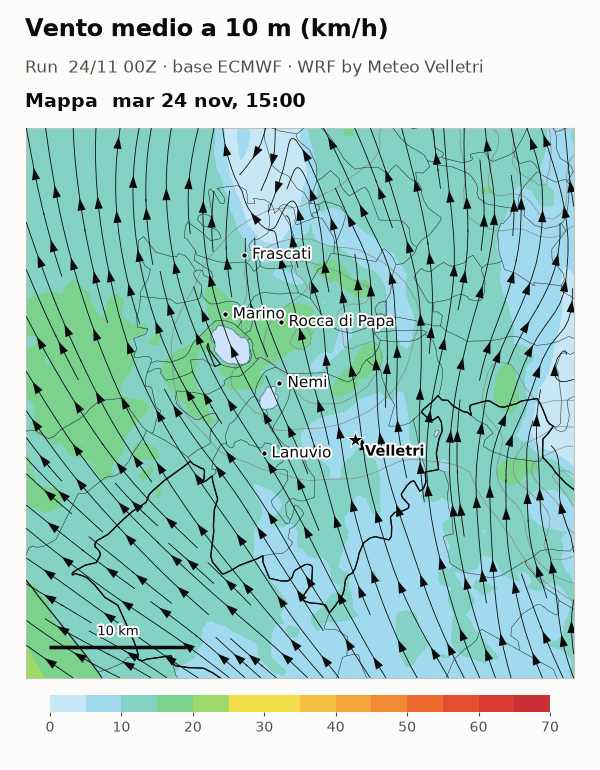 Vento medio a 10 m (km/h)
Run  24/11 00Z · base ECMWF · WRF by Meteo Velletri
Mappa  mar 24 nov, 15:00
Frascati
Marino
Rocca di Papa
Nemi
Velletri
Lanuvio
10 km
0 10 20 30 40 50 60 70